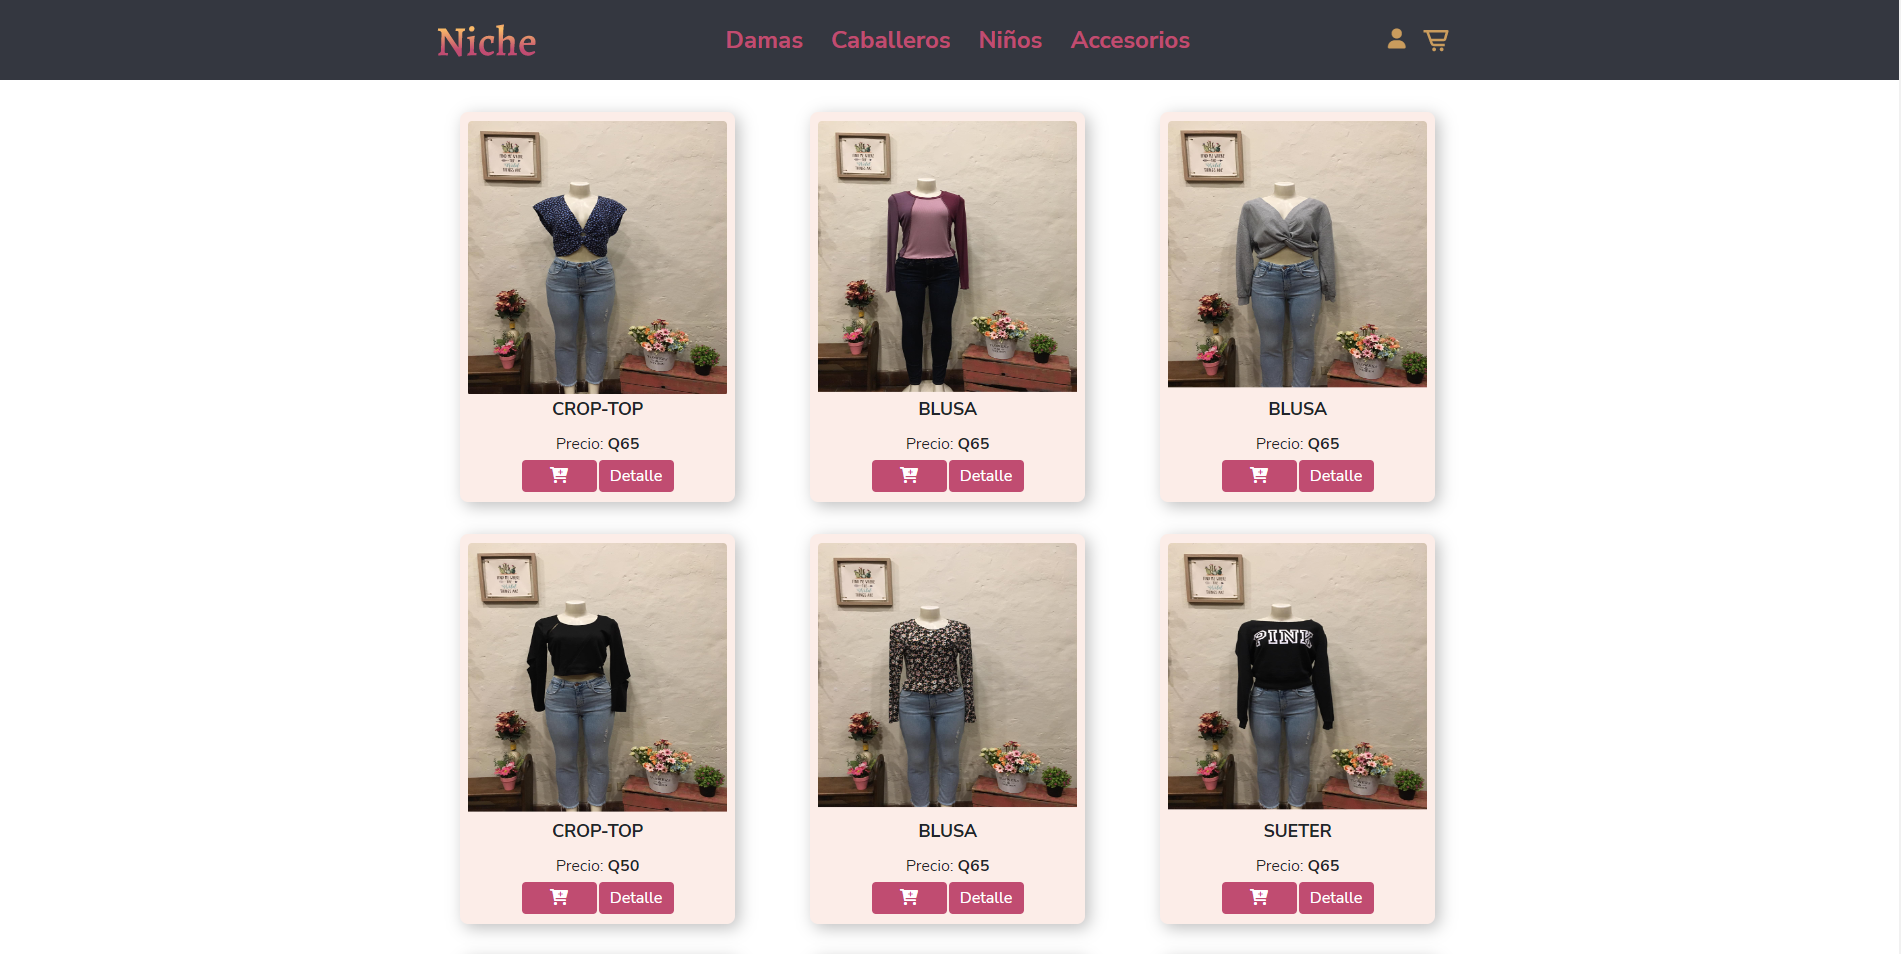 Niche
Damas Caballeros Niños Accesorios
CROP-TOP
Precio: Q65
Detalle
BLUSA
Precio: Q65
Detalle
BLUSA
Precio: Q65
Detalle
CROP-TOP
Precio: Q50
Detalle
BLUSA
Precio: Q65
Detalle
PINK
SUETER
Precio: Q65
Detalle